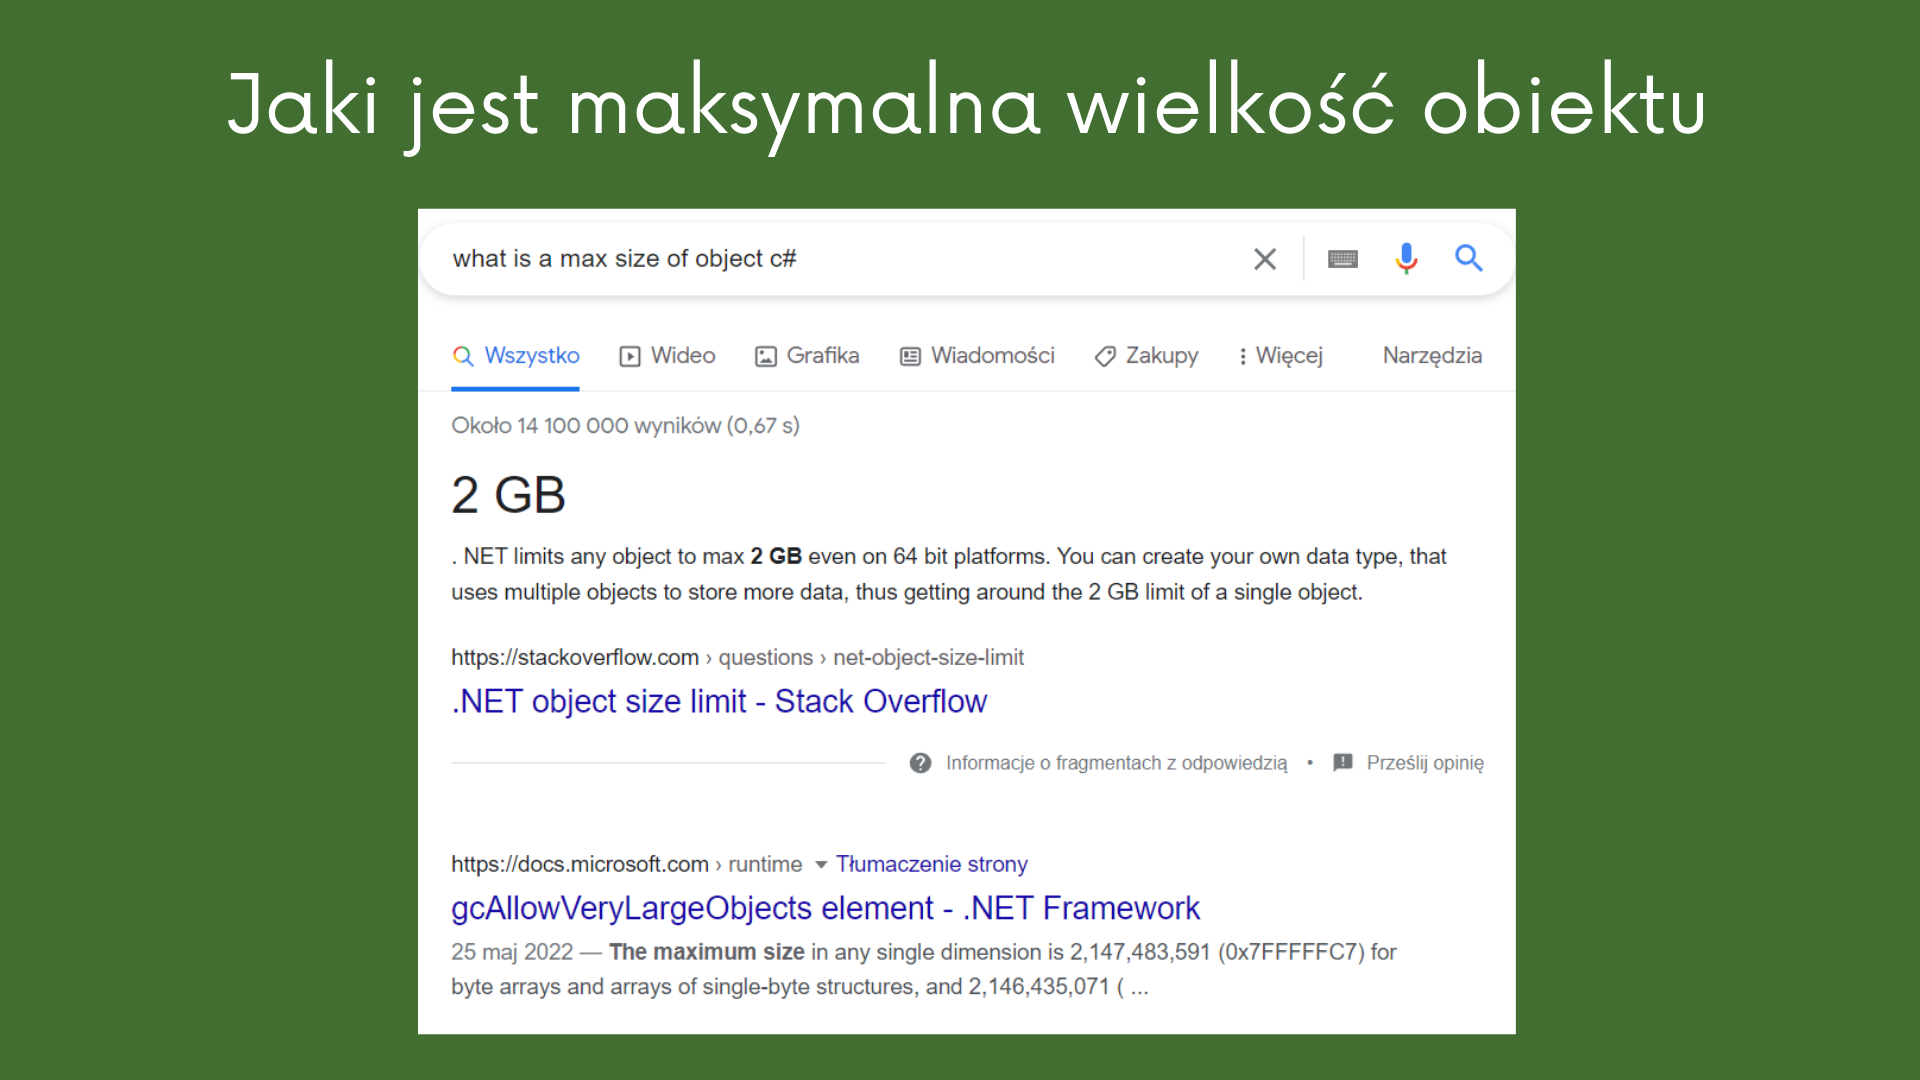 Jaki jest maksymalna wielkość obiektu
what is a max size of object c#
Wszystko Wideo Grafika Wiadomości Zakupy Więcej Narzędzia
Około 14 100 000 wyników (0,67 s)
2 GB
. NET limits any object to max 2 GB even on 64 bit platforms. You can create your own data type, that
uses multiple objects to store more data, thus getting around the 2 GB limit of a single object.
https://stackoverflow.com › questions › net-object-size-limit
.NET object size limit - Stack Overflow
Informacje o fragmentach z odpowiedzią • Prześlij opinię
https://docs.microsoft.com › runtime Tłumaczenie strony
gcAllowVeryLargeObjects element - .NET Framework
25 maj 2022 — The maximum size in any single dimension is 2,147,483,591 (0x7FFFFFC7) for
byte arrays and arrays of single-byte structures, and 2,146,435,071 ( ...